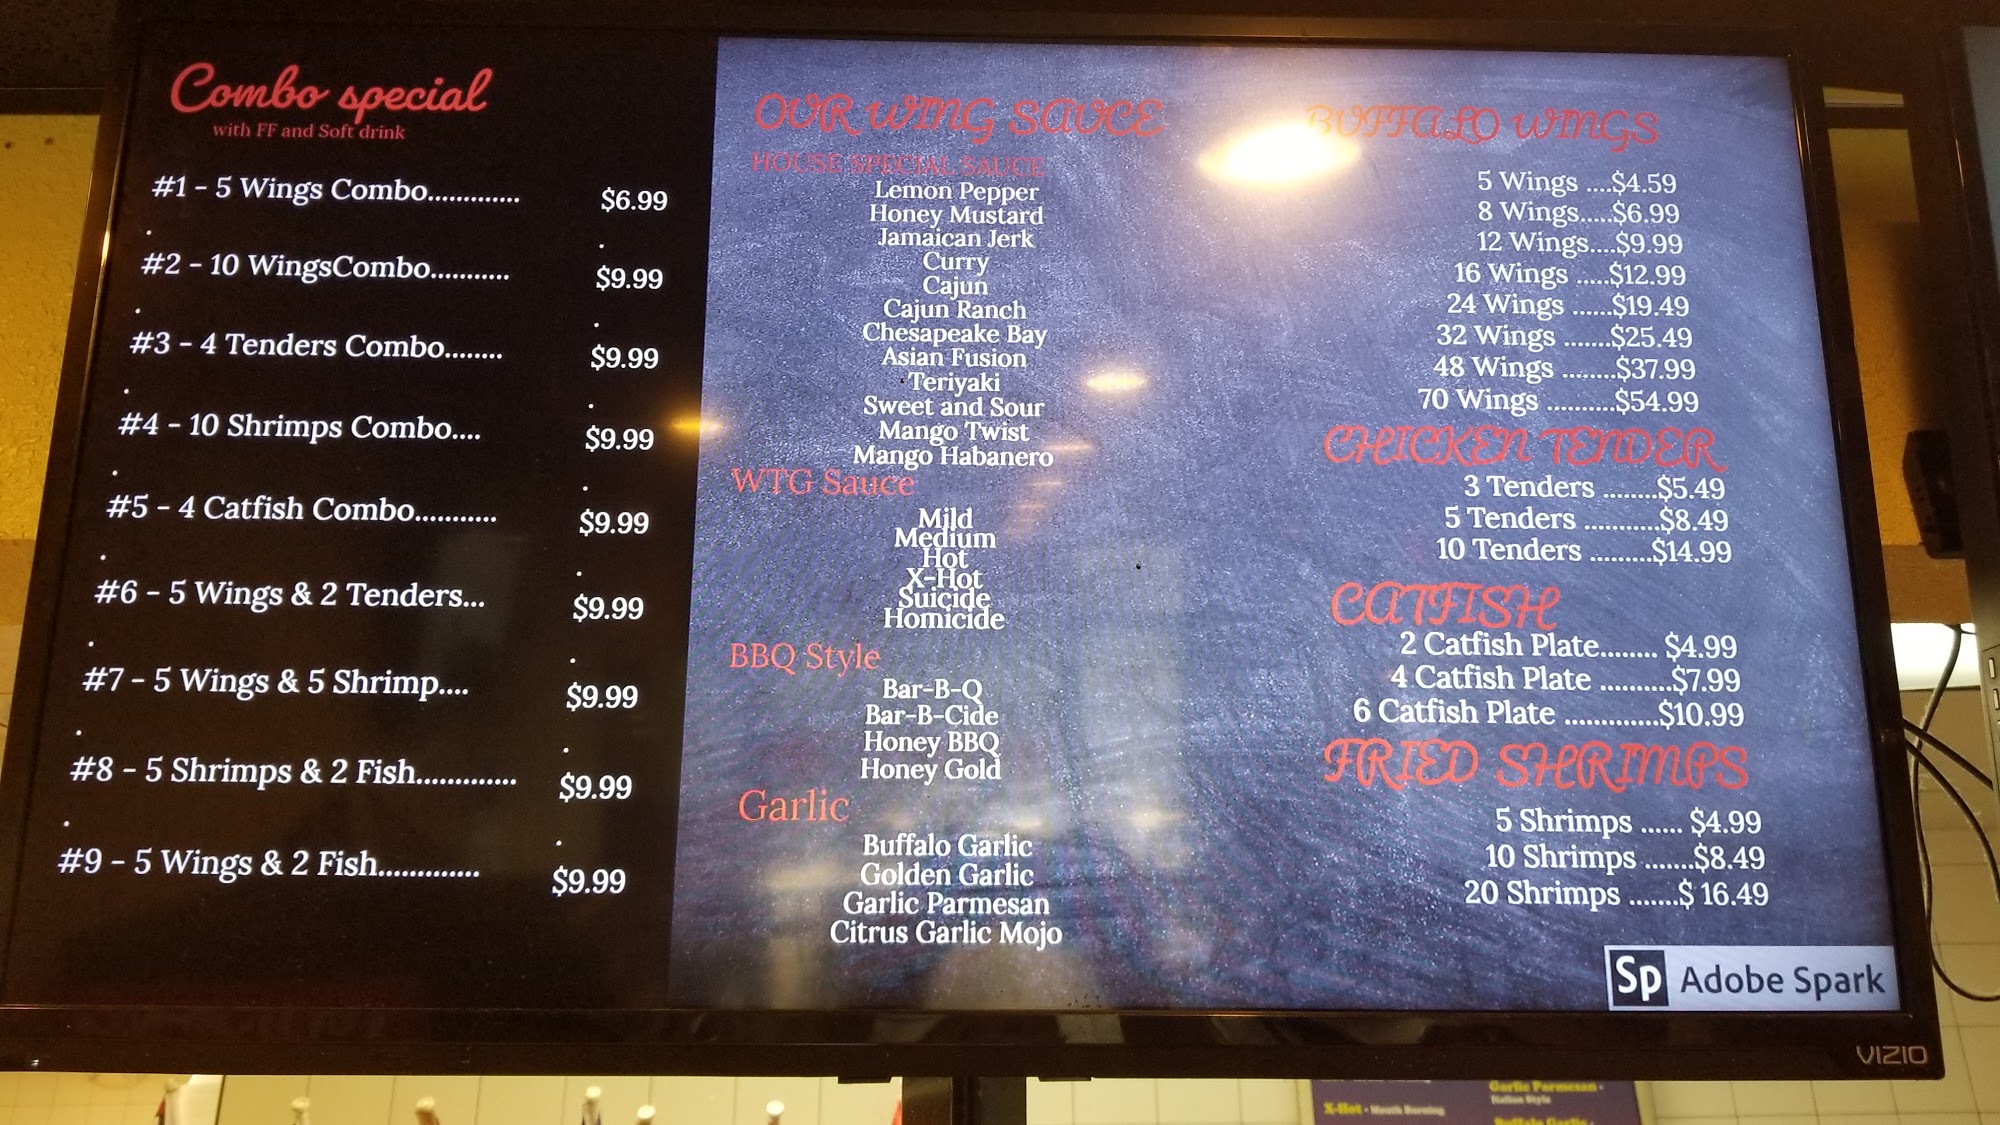 Combo special
with FF and Soft drink
#1 - 5 Wings Combo............. $6.99
. .
#2 - 10 WingsCombo........... $9.99
. .
#3 - 4 Tenders Combo........ $9.99
. .
#4 - 10 Shrimps Combo.... $9.99
. .
#5 - 4 Catfish Combo........... $9.99
. .
#6 - 5 Wings & 2 Tenders... $9.99
. .
#7 - 5 Wings & 5 Shrimp.... $9.99
. .
#8 - 5 Shrimps & 2 Fish............. $9.99
. .
#9 - 5 Wings & 2 Fish............. $9.99
OUR WING SAUCE
HOUSE SPECIAL SAUCE
Lemon Pepper
Honey Mustard
Jamaican Jerk
Curry
Cajun
Cajun Ranch
Chesapeake Bay
Asian Fusion
Teriyaki
Sweet and Sour
Mango Twist
Mango Habanero
WTG Sauce
Mild
Medium
Hot
X-Hot
Suicide
Homicide
BBQ Style
Bar-B-Q
Bar-B-Cide
Honey BBQ
Honey Gold
Garlic
Buffalo Garlic
Golden Garlic
Garlic Parmesan
Citrus Garlic Mojo
BUFFALO WINGS
5 Wings ....$4.59
8 Wings.....$6.99
12 Wings....$9.99
16 Wings .....$12.99
24 Wings ......$19.49
32 Wings .......$25.49
48 Wings ........$37.99
70 Wings ..........$54.99
CHICKEN TENDER
3 Tenders ........$5.49
5 Tenders ...........$8.49
10 Tenders .........$14.99
CATFISH
2 Catfish Plate........ $4.99
4 Catfish Plate ..........$7.99
6 Catfish Plate ..............$10.99
FRIED SHRIMPS
5 Shrimps ...... $4.99
10 Shrimps .......$8.49
20 Shrimps .......$ 16.49
Sp Adobe Spark
VIZIO
X-Hot - Mouth Burning
Garlic Parmesan -
Italian Style
Buffalo Garlic -